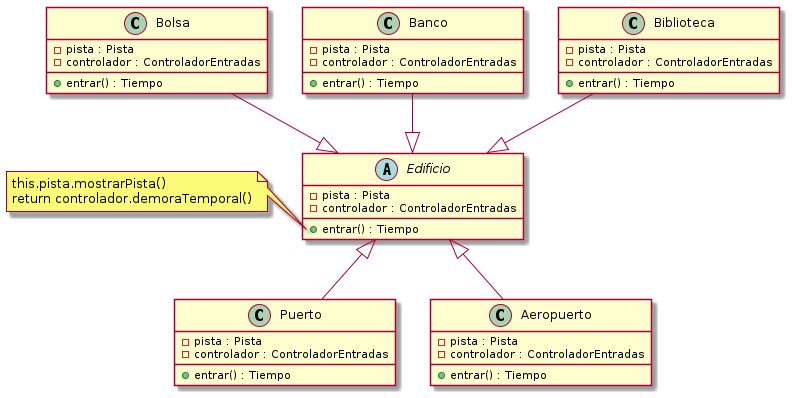 C Bolsa
pista : Pista
controlador : ControladorEntradas
entrar() : Tiempo
C Banco
pista : Pista
controlador : ControladorEntradas
entrar() : Tiempo
C Biblioteca
pista : Pista
controlador : ControladorEntradas
entrar() : Tiempo
this.pista.mostrarPista()
return controlador.demoraTemporal()
A Edificio
pista : Pista
controlador : ControladorEntradas
entrar() : Tiempo
C Puerto
pista : Pista
controlador : ControladorEntradas
entrar() : Tiempo
C Aeropuerto
pista : Pista
controlador : ControladorEntradas
entrar() : Tiempo